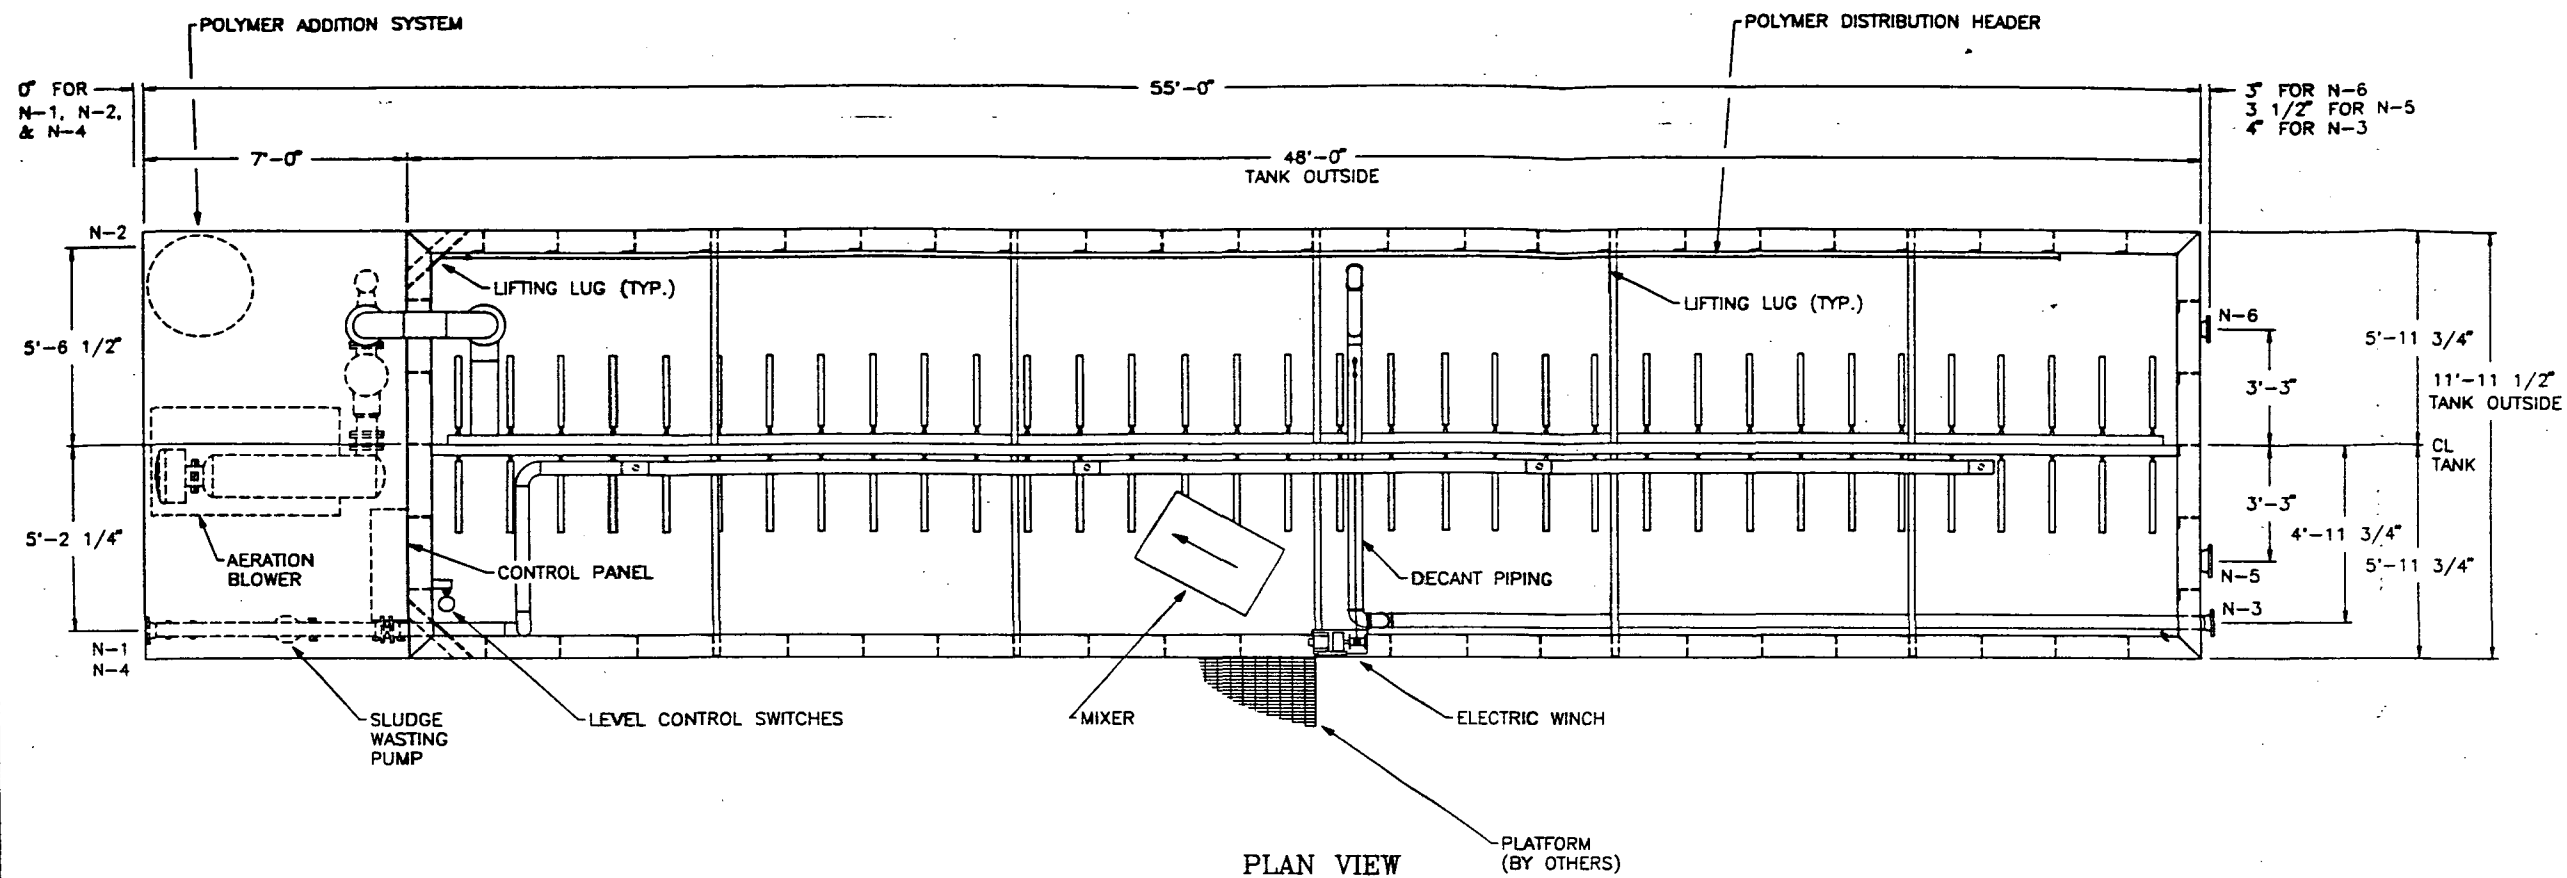 POLYMER ADDITION SYSTEM
POLYMER DISTRIBUTION HEADER
0" FOR
N-1, N-2,
& N-4
55'-0"
3" FOR N-6
3 1/2" FOR N-5
4" FOR N-3
7'-0"
48'-0"
TANK OUTSIDE
N-2
LIFTING LUG (TYP.)
LIFTING LUG (TYP.)
N-6
5'-6 1/2"
5'-11 3/4"
3'-3"
11'-11 1/2"
TANK OUTSIDE
CL
TANK
3'-3"
4'-11 3/4"
5'-2 1/4"
AERATION
BLOWER
CONTROL PANEL
DECANT PIPING
5'-11 3/4"
N-5
N-3
N-1
N-4
SLUDGE
WASTING
PUMP
LEVEL CONTROL SWITCHES
MIXER
ELECTRIC WINCH
PLATFORM
(BY OTHERS)
PLAN VIEW